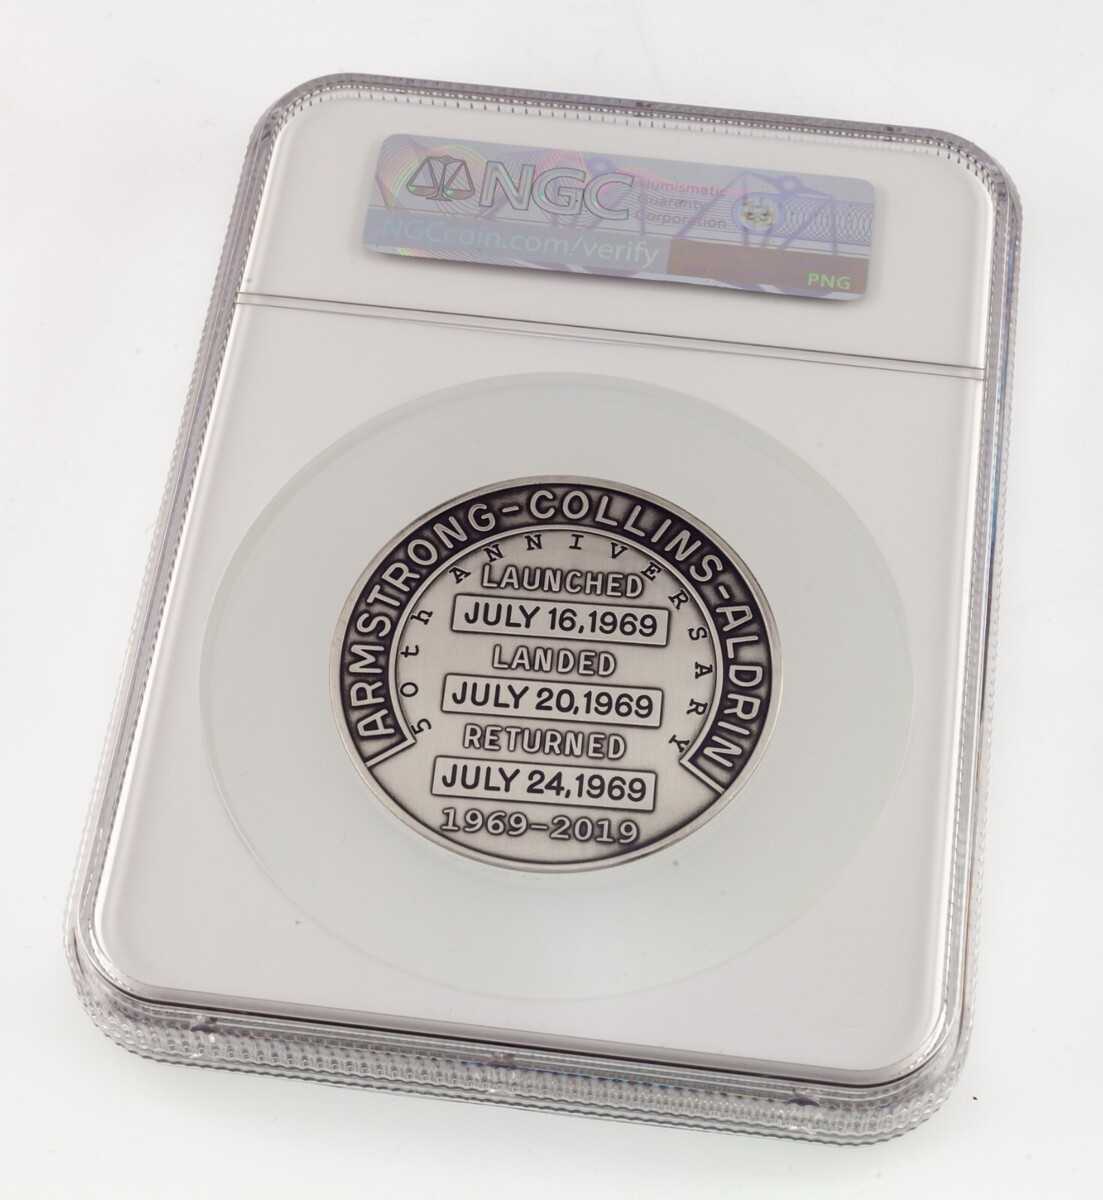 NGC
Numismatic
Guaranty
Corporation
NGCcoin.com/verify
PNG
ARMSTRONG-COLLINS-ALDRIN
50th ANNIVERSARY
LAUNCHED
JULY 16,1969
LANDED
JULY 20,1969
RETURNED
JULY 24,1969
1969-2019